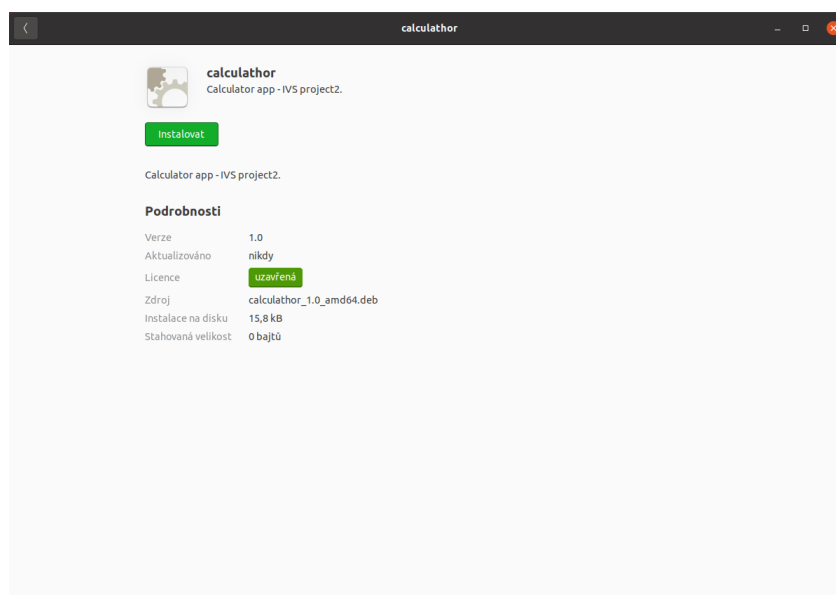 calculathor
calculathor
Calculator app - IVS project2.
Instalovat
Calculator app - IVS project2.
Podrobnosti
Verze 1.0
Aktualizováno nikdy
Licence uzavřená
Zdroj calculathor_1.0_amd64.deb
Instalace na disku 15,8 kB
Stahovaná velikost 0 bajtů